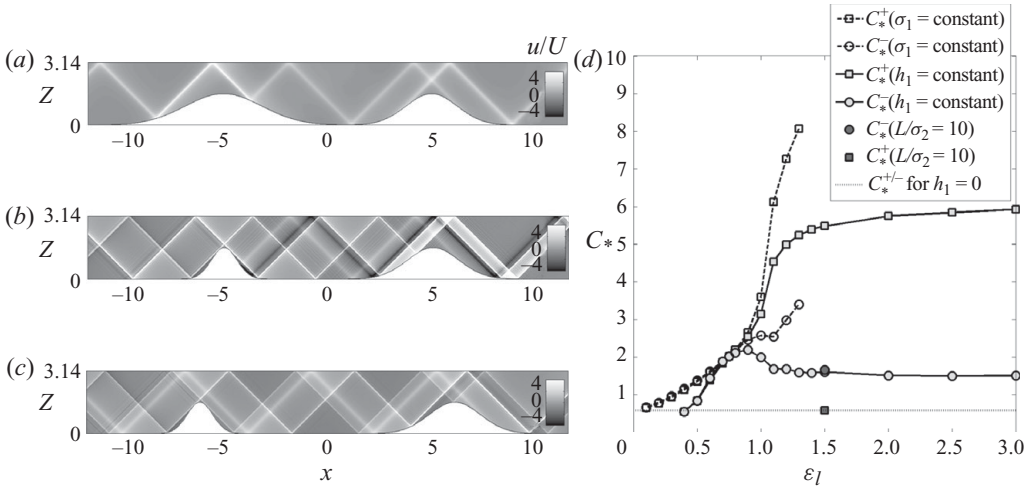 (a)
u/U
3.14
Z
0
4
0
−4
−10
−5
0
5
10
(b)
3.14
Z
0
4
0
−4
−10
−5
0
5
10
(c)
3.14
Z
0
4
0
−4
−10
−5
0
5
10
x
(d)
C*
10
9
8
7
6
5
4
3
2
1
0
0.5
1.0
1.5
2.0
2.5
3.0
εl
C*+(σ1 = constant)
C*−(σ1 = constant)
C*+(h1 = constant)
C*−(h1 = constant)
C*−(L/σ2 = 10)
C*+(L/σ2 = 10)
C*+/− for h1 = 0